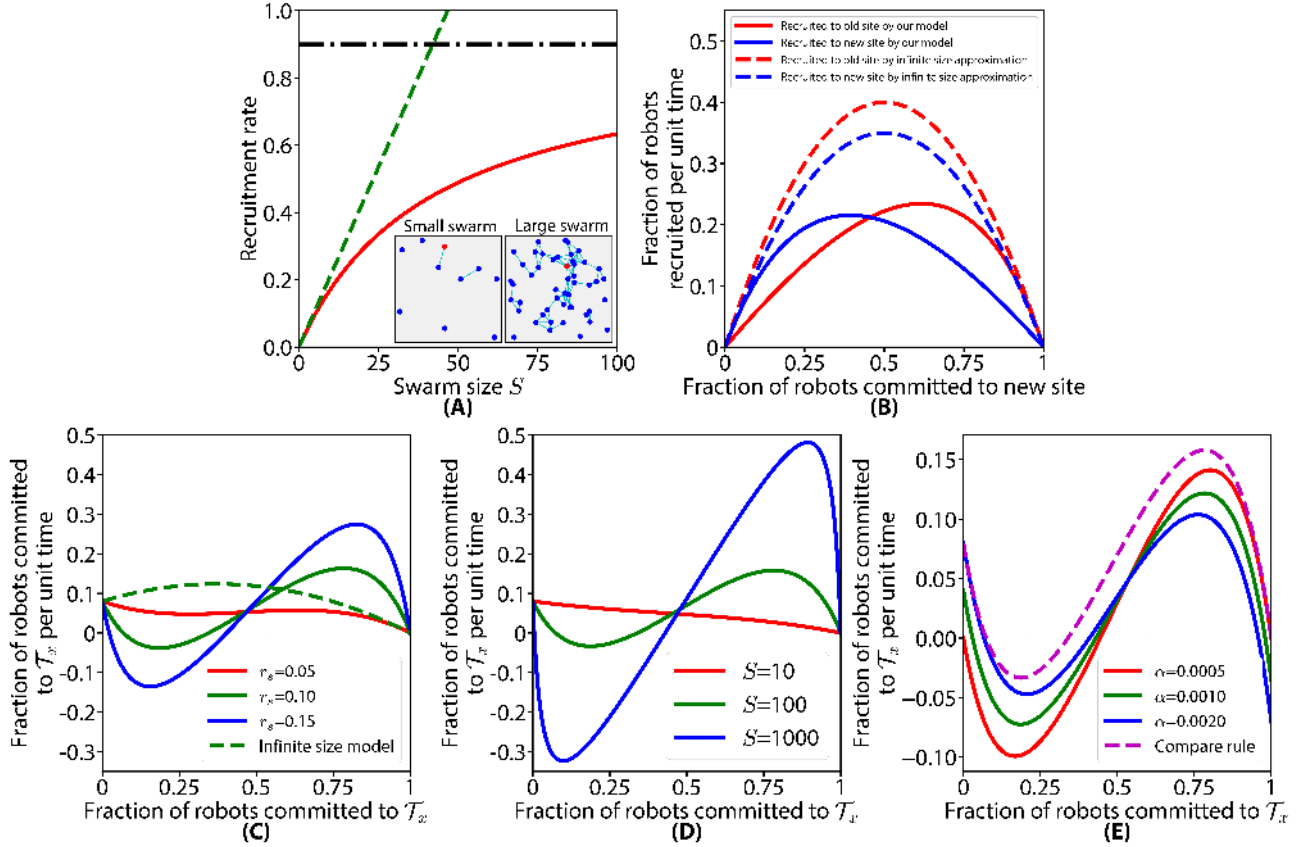 Recruitment rate
1.0
0.8
0.6
0.4
0.2
0.0
Small swarm
Large swarm
0
25
50
75
100
Swarm size S
(A)
Fraction of robots
recruited per unit time
Recruited to old site by our model
Recruited to new site by our model
Recruited to old site by infinite size approximation
Recruited to new site by infinite size approximation
0.5
0.4
0.3
0.2
0.1
0
0
0.25
0.5
0.75
1
Fraction of robots committed to new site
(B)
Fraction of robots committed
to 𝒯ₓ per unit time
0.5
0.4
0.3
0.2
0.1
0
-0.1
-0.2
-0.3
rₛ=0.05
rₛ=0.10
rₛ=0.15
Infinite size model
0
0.25
0.5
0.75
1
Fraction of robots committed to 𝒯ₓ
(C)
Fraction of robots committed
to 𝒯ₓ per unit time
0.5
0.4
0.3
0.2
0.1
0
-0.1
-0.2
-0.3
S=10
S=100
S=1000
0
0.25
0.5
0.75
1
Fraction of robots committed to 𝒯ₓ
(D)
Fraction of robots committed
to 𝒯ₓ per unit time
0.15
0.10
0.05
0.00
−0.05
−0.10
α=0.0005
α=0.0010
α=0.0020
Compare rule
0
0.25
0.5
0.75
1
Fraction of robots committed to 𝒯ₓ
(E)